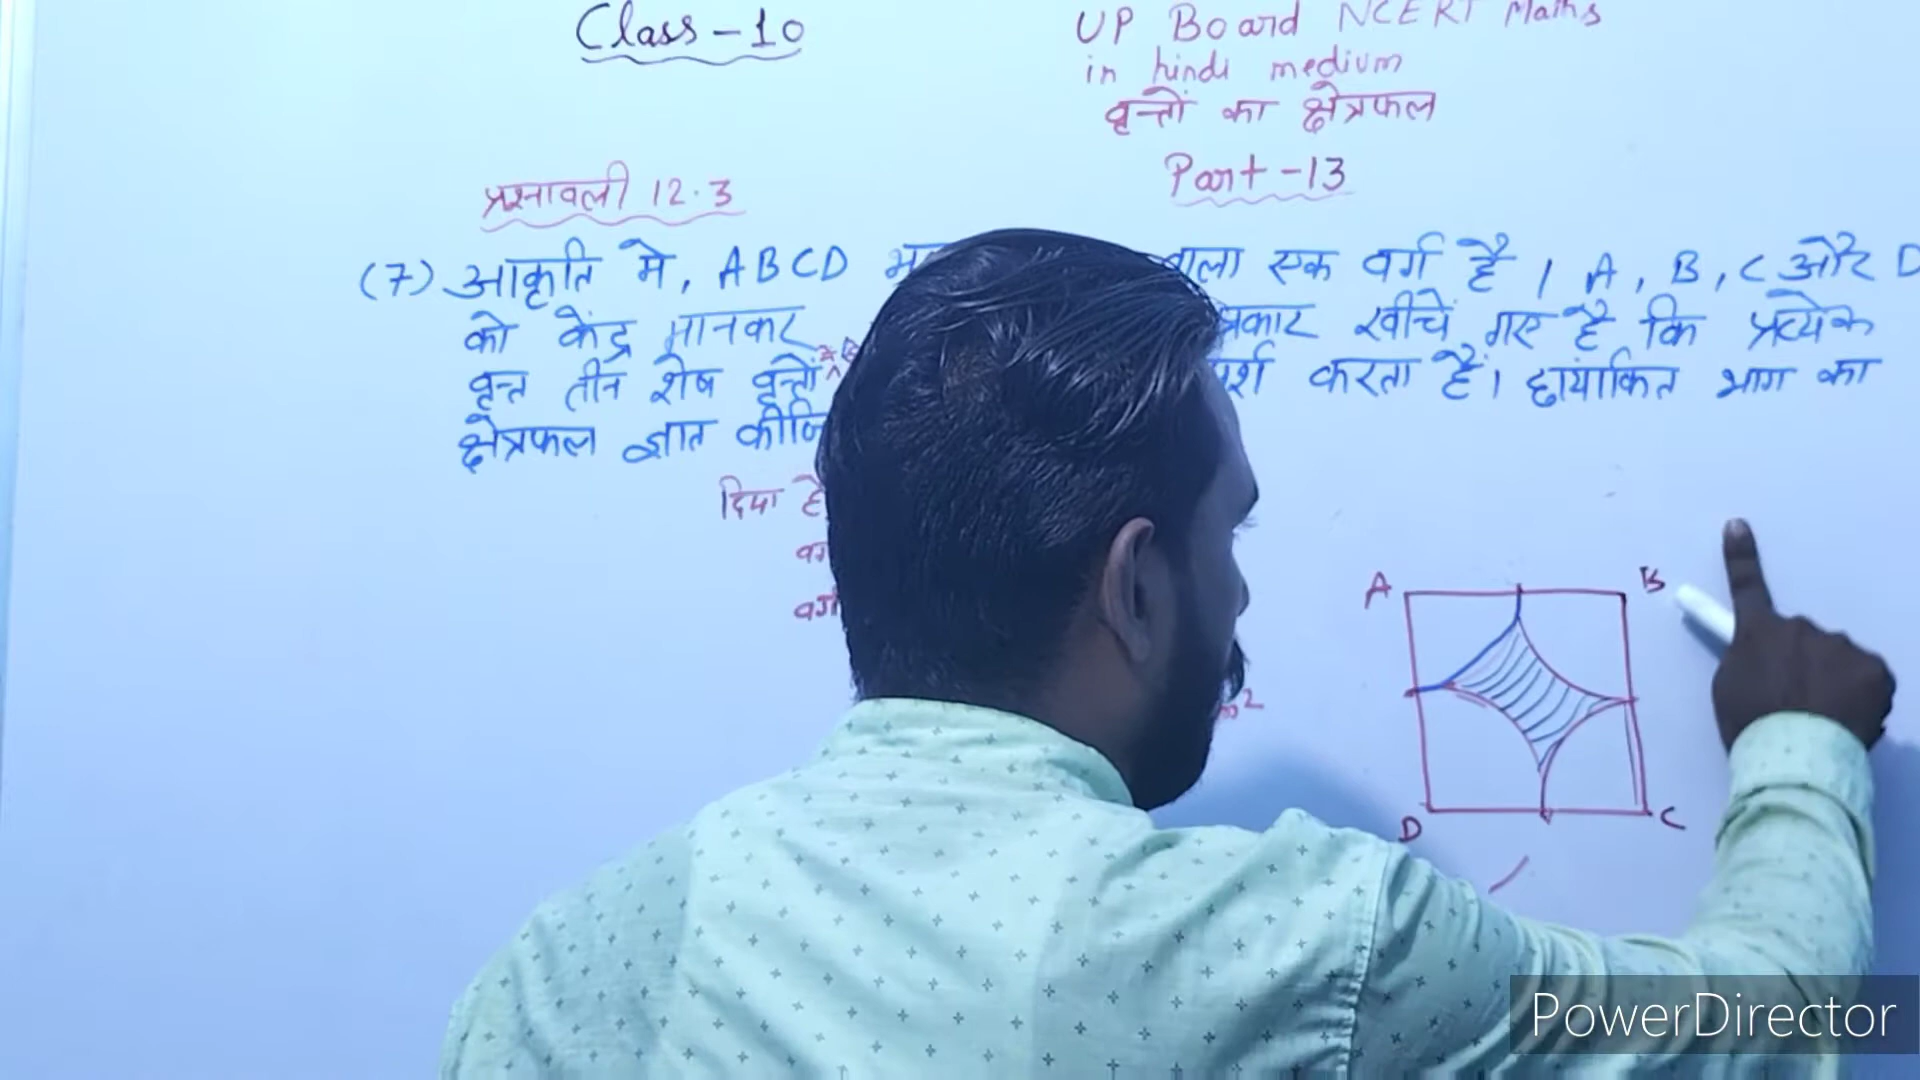 Class - 10
UP Board NCERT Maths
in hindi medium
वृत्तों का क्षेत्रफल
Part - 13
प्रश्नावली 12.3
(7) आकृति मे, ABCD वाला एक वर्ग है । A, B, C और D
को केंद्र मानकर प्रकार खींचें गए है कि प्रत्येक
वृत्त तीन शेष वृत्तों करता है। छायांकित भाग का
क्षेत्रफल ज्ञात
दिया है
A B
D C
PowerDirector